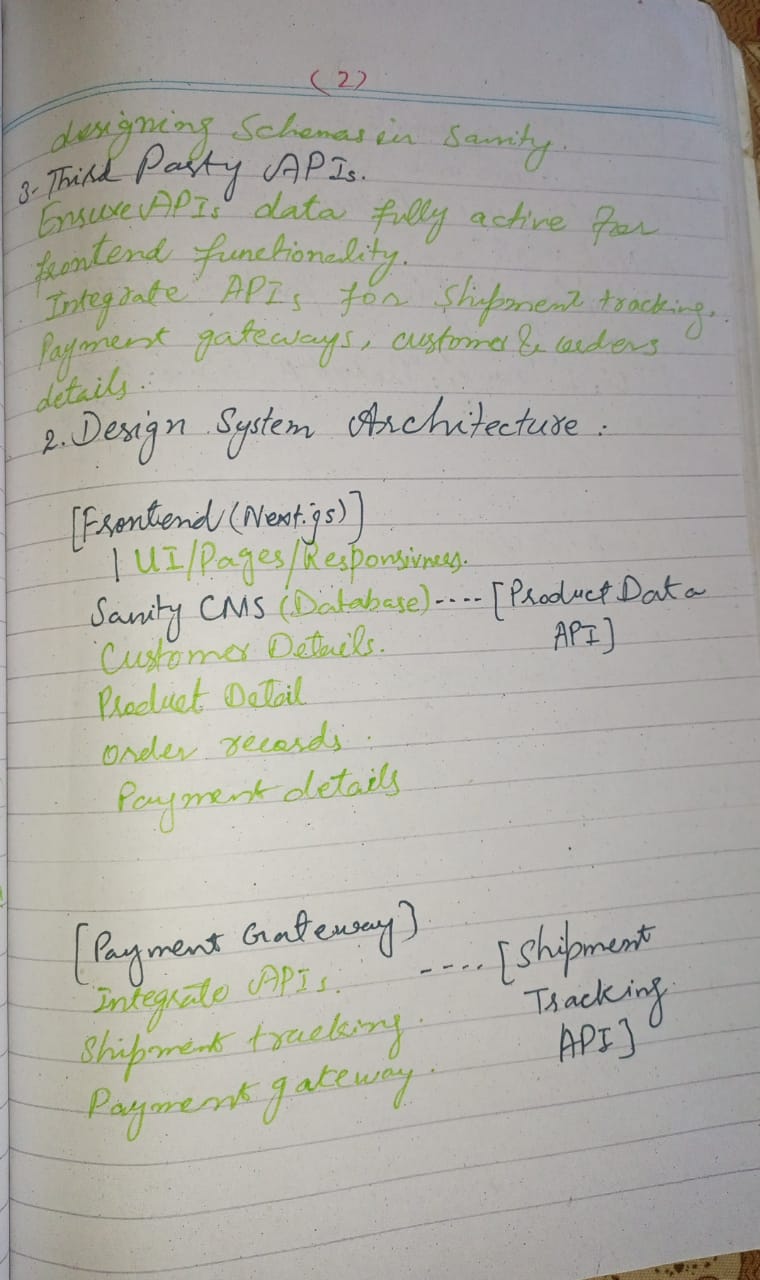 (2)
designing Schemas in Sanity.
3- Third Party APIs.
Ensure APIs data fully active for
frontend functionality.
Integrate APIs for shipment tracking,
Payment gateways, customer & orders
details.
2. Design System Architecture :
[Frontend (Next.js)]
| UI/Pages/Responsivness.
Sanity CMS (Database)---- [Product Data
API]
Customer Details.
Product Detail
order records.
Payment details
[Payment Gateway]
---- [Shipment
Integrate APIs.
Tracking
Shipment tracking.
API]
Payment gateway.